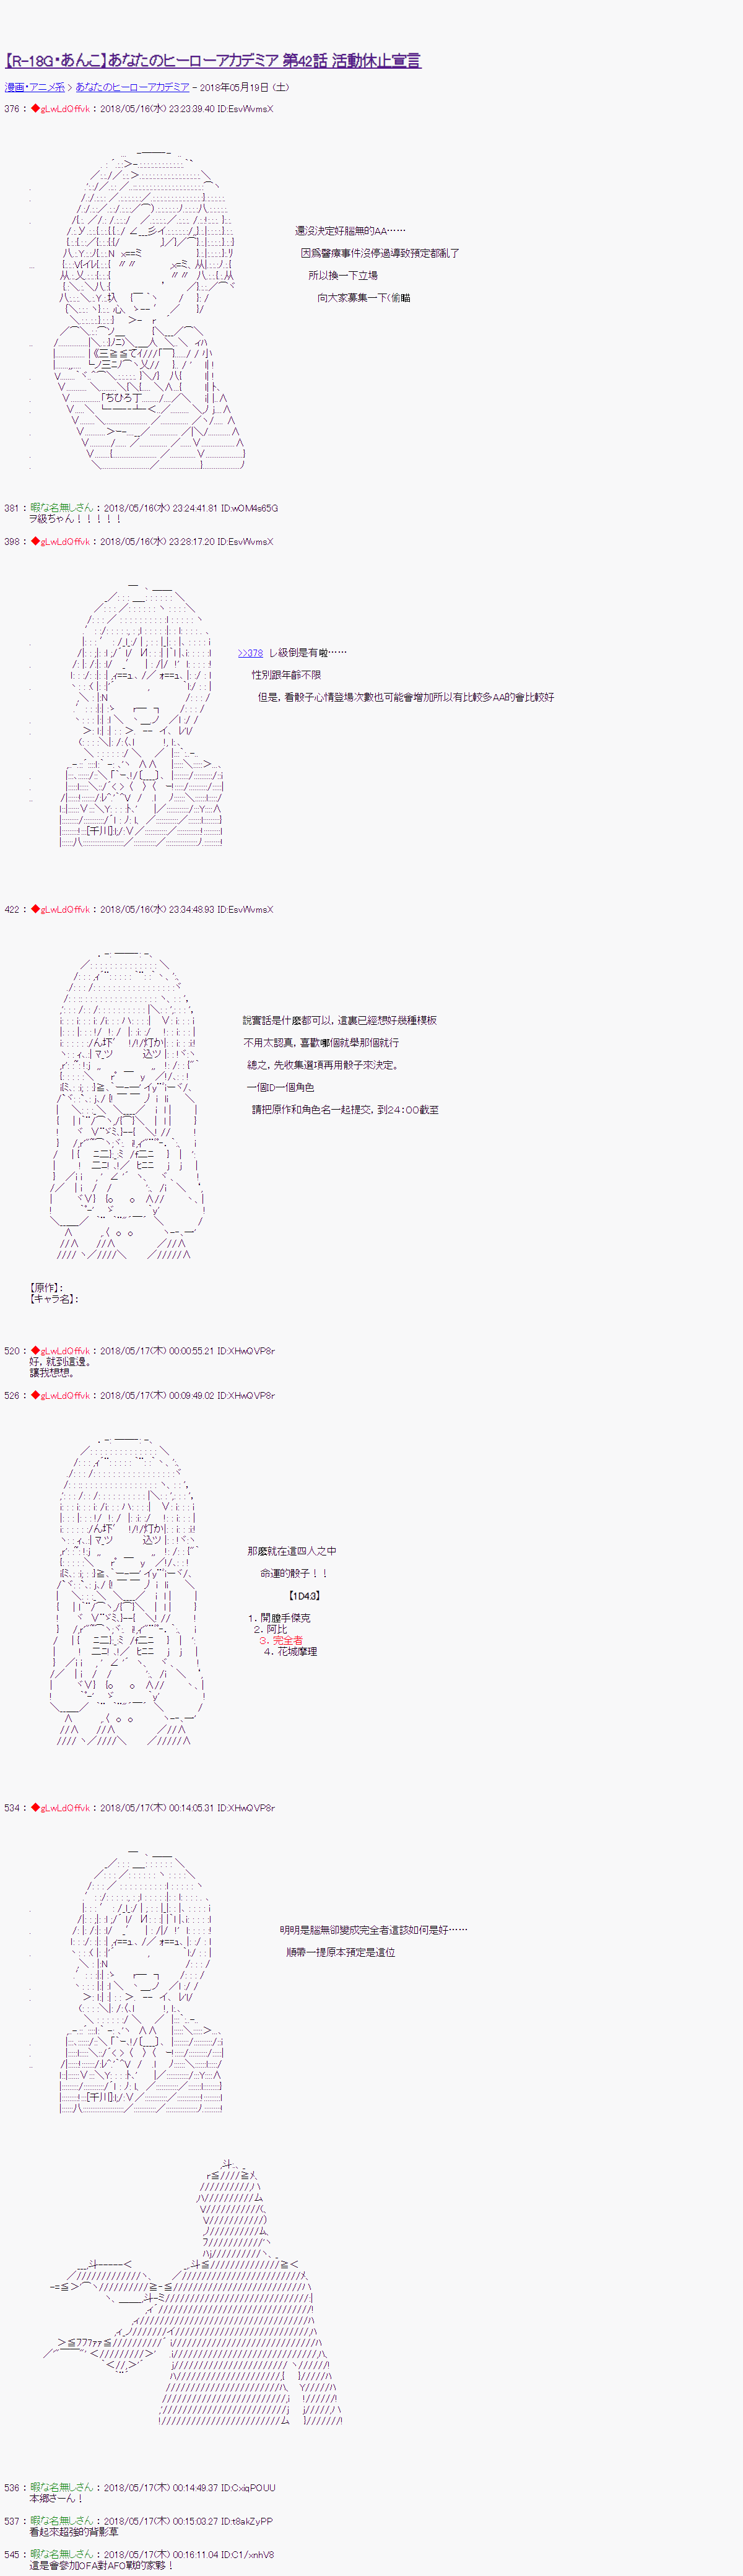 【R-18G・あんこ】あなたのヒーローアカデミア 第42話 活動休止宣言
漫画・アニメ系 > あなたのヒーローアカデミア - 2018年05月19日 (土)
376 : ◆gLwLdQffvk : 2018/05/16(水) 23:23:39.40 ID:EsvWvmsX
還沒決定好腦無的AA……
因爲醫療事件沒停過導致預定都亂了
所以換一下立場
向大家募集一下(偷瞄
381 : 暇な名無しさん : 2018/05/16(水) 23:24:41.81 ID:wOM4s65G
ヲ級ちゃん！！！！！
398 : ◆gLwLdQffvk : 2018/05/16(水) 23:28:17.20 ID:EsvWvmsX
>>378 レ級倒是有啦……
性別跟年齡不限
但是，看骰子心情登場次數也可能會增加所以有比較多AA的會比較好
422 : ◆gLwLdQffvk : 2018/05/16(水) 23:34:48.93 ID:EsvWvmsX
說實話是什麽都可以，這裏已經想好幾種模板
不用太認真，喜歡哪個就舉那個就行
總之，先收集選項再用骰子來決定。
一個ID一個角色
請把原作和角色名一起提交，到24：00截至
【原作】：
【キャラ名】：
520 : ◆gLwLdQffvk : 2018/05/17(木) 00:00:55.21 ID:XHwQVP8r
好，就到這邊。
讓我想想。
526 : ◆gLwLdQffvk : 2018/05/17(木) 00:09:49.02 ID:XHwQVP8r
那麽就在這四人之中
命運的骰子！！
【1D4:3】
1．開膛手傑克
2．阿比
3．完全者
4．花城摩理
534 : ◆gLwLdQffvk : 2018/05/17(木) 00:14:05.31 ID:XHwQVP8r
明明是腦無卻變成完全者這該如何是好……
順帶一提原本預定是這位
536 : 暇な名無しさん : 2018/05/17(木) 00:14:49.37 ID:CxiqPOUU
本郷さーん！
537 : 暇な名無しさん : 2018/05/17(木) 00:15:03.27 ID:t8akZyPP
看起來超強的背影草
545 : 暇な名無しさん : 2018/05/17(木) 00:16:11.04 ID:C1/xnhV8
這是會參加OFA對AFO戰的家夥！